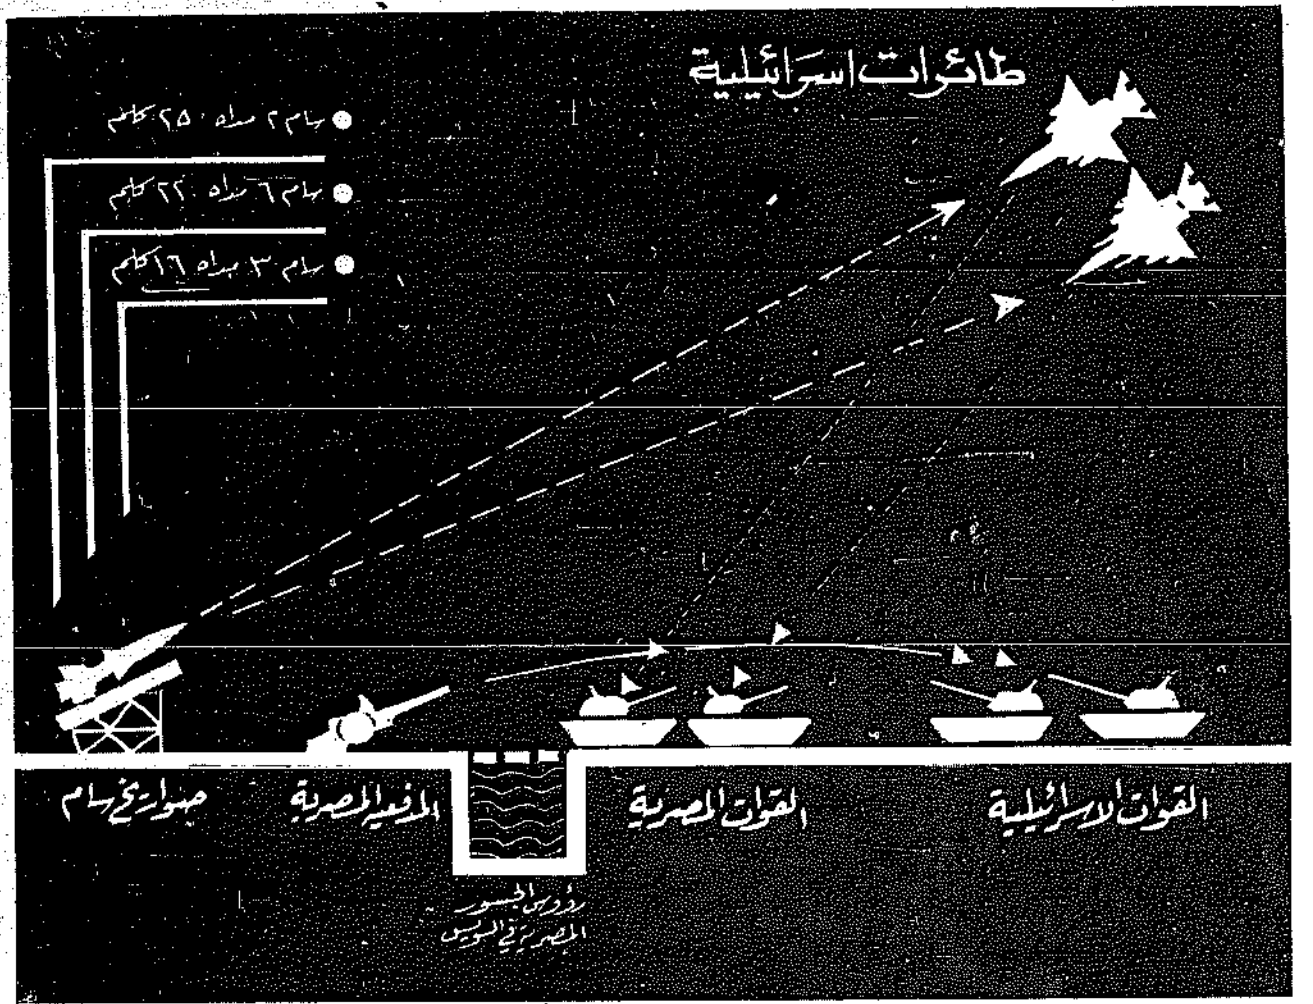 طائرات اسرائيلية
سام ٢ مداه ٢٥ كلم
سام ٦ مداه ٢٢ كلم
سام ٣ مداه ١٦ كلم
القوات الاسرائيلية
القوات المصرية
المدفعية المصرية
صواريخ سام
رؤوس الجسور
المصرية في السويس